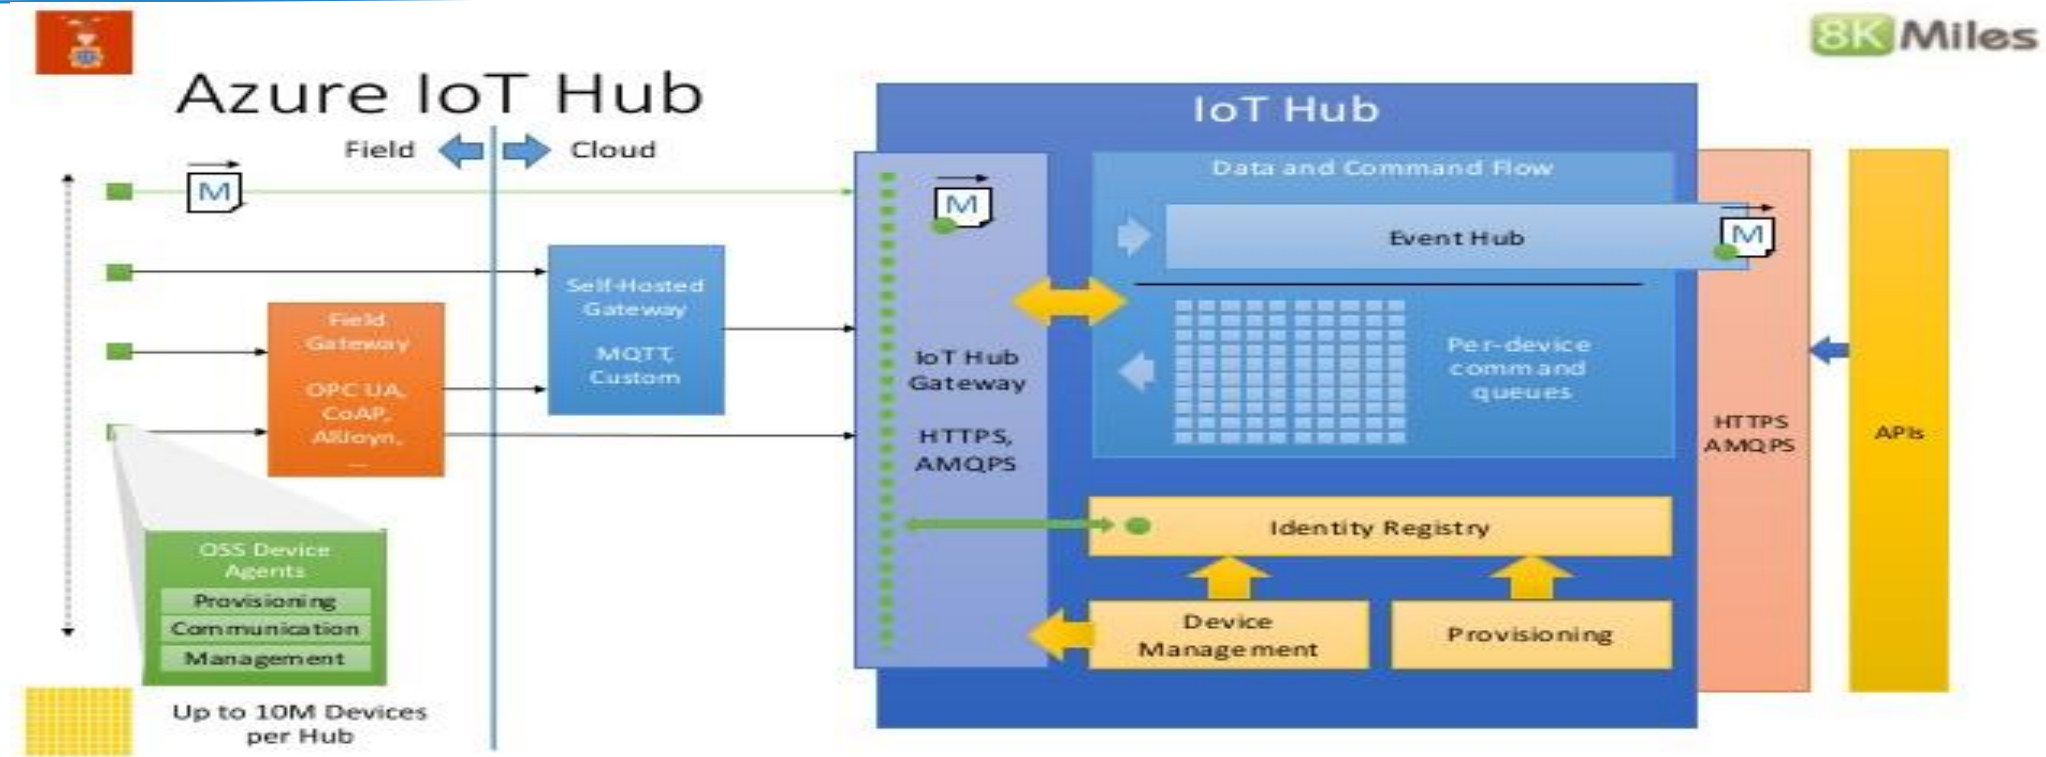 8K Miles
Azure IoT Hub
Field
Cloud
M
Self-Hosted
Gateway
MQTT,
Custom
Field
Gateway
OPC UA,
CoAP,
AllJoyn,
...
OSS Device
Agents
Provisioning
Communication
Management
Up to 10M Devices
per Hub
IoT Hub
M
IoT Hub
Gateway
HTTPS,
AMQPS
Data and Command Flow
Event Hub
M
Per-device
command
queues
Identity Registry
Device
Management
Provisioning
HTTPS
AMQPS
APIs